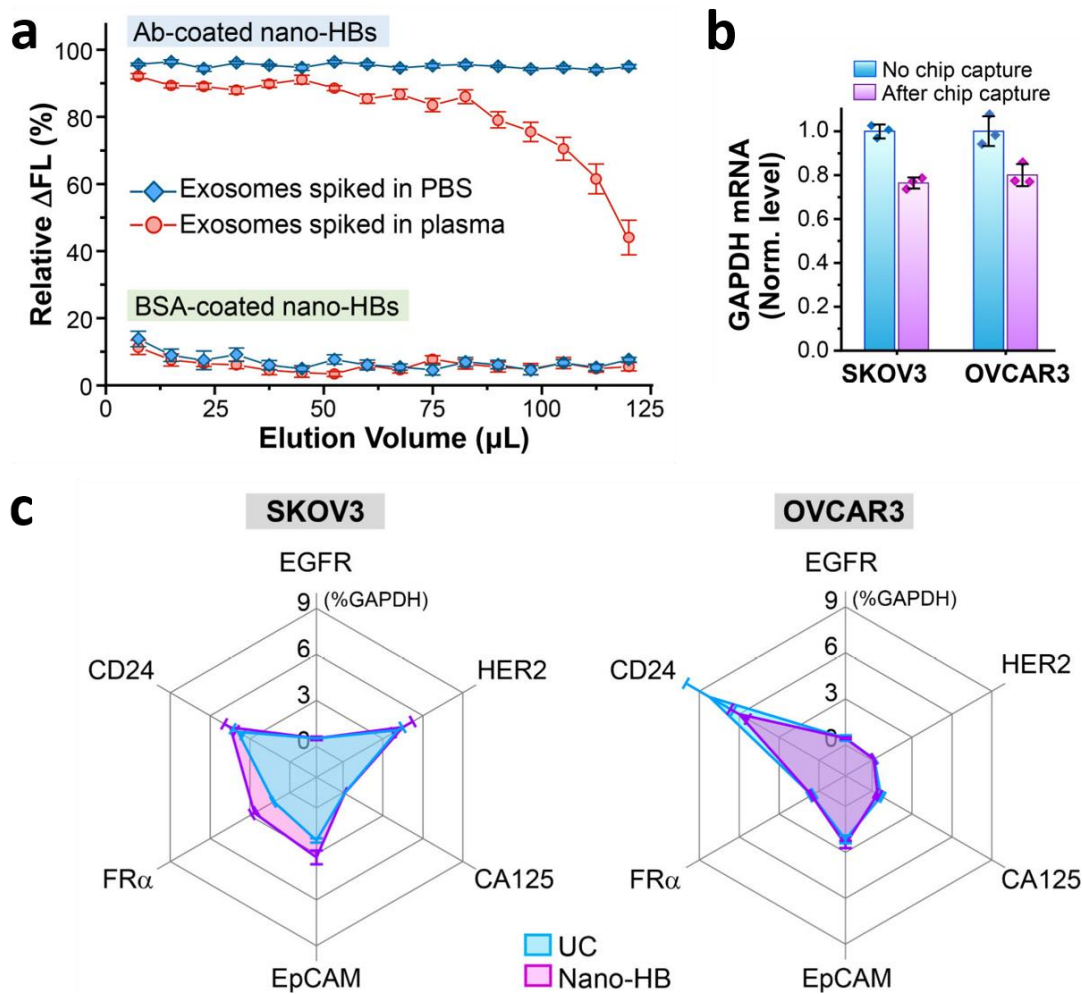 a
Ab-coated nano-HBs
100
80
60
40
20
0
Relative ΔFL (%)
Exosomes spiked in PBS
Exosomes spiked in plasma
BSA-coated nano-HBs
0 25 50 75 100 125
Elution Volume (µL)
b
No chip capture
After chip capture
1.0
0.8
0.6
0.4
0.2
0.0
GAPDH mRNA
(Norm. level)
SKOV3 OVCAR3
c
SKOV3
EGFR
9 (%GAPDH)
6
3
0
CD24
HER2
FRα
CA125
EpCAM
OVCAR3
EGFR
9 (%GAPDH)
6
3
0
CD24
HER2
FRα
CA125
EpCAM
UC
Nano-HB